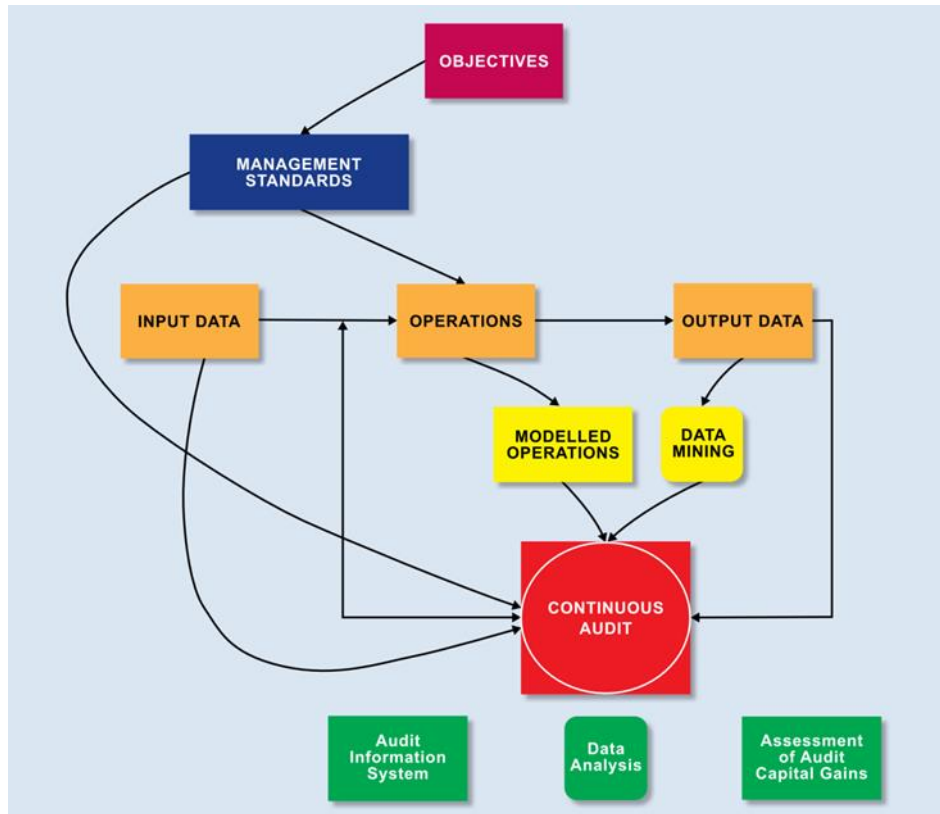 OBJECTIVES
MANAGEMENT
STANDARDS
INPUT DATA
OPERATIONS
OUTPUT DATA
MODELLED
OPERATIONS
DATA
MINING
CONTINUOUS
AUDIT
Audit
Information
System
Data
Analysis
Assessment
of Audit
Capital Gains